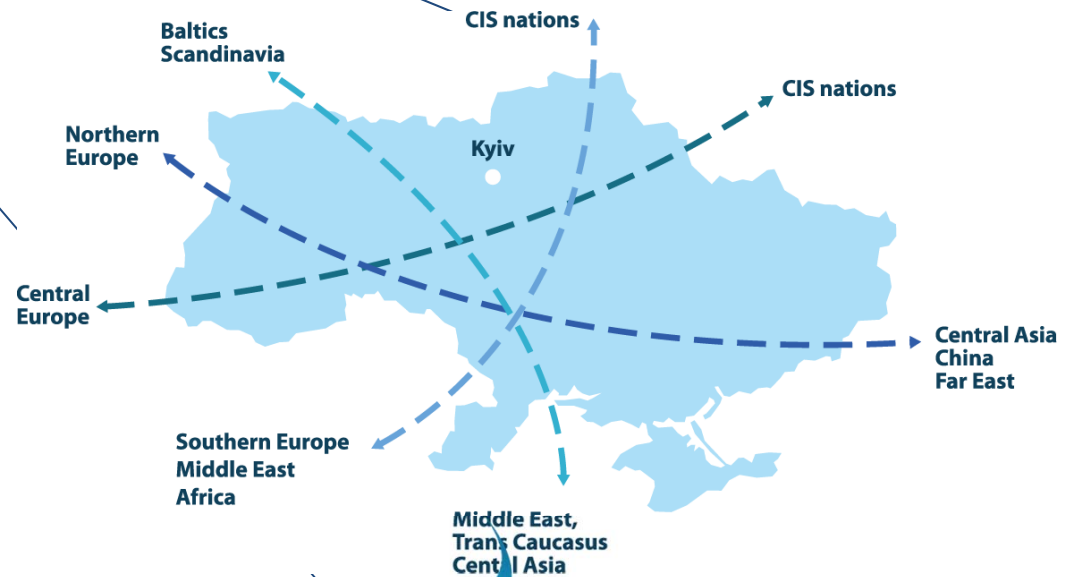 CIS nations
Baltics
Scandinavia
CIS nations
Northern
Europe
Kyiv
Central
Europe
Central Asia
China
Far East
Southern Europe
Middle East
Africa
Middle East,
Trans Caucasus
Cental Asia